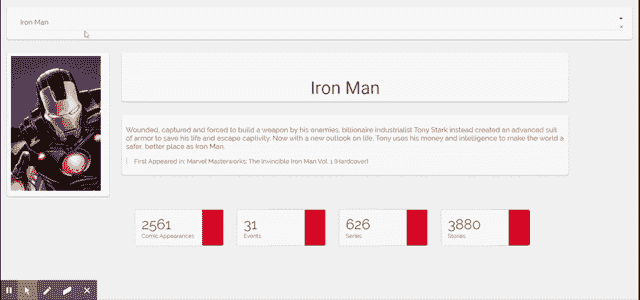 Iron Man
Iron Man
Wounded, captured and forced to build a weapon by his enemies, billionaire industrialist Tony Stark instead created an advanced suit
of armor to save his life and escape captivity. Now with a new outlook on life, Tony uses his money and intelligence to make the world a
safer, better place as Iron Man.
First Appeared in: Marvel Masterworks: The Invincible Iron Man Vol. 1 (Hardcover)
2561
Comic Appearances
31
Events
626
Series
3880
Stories